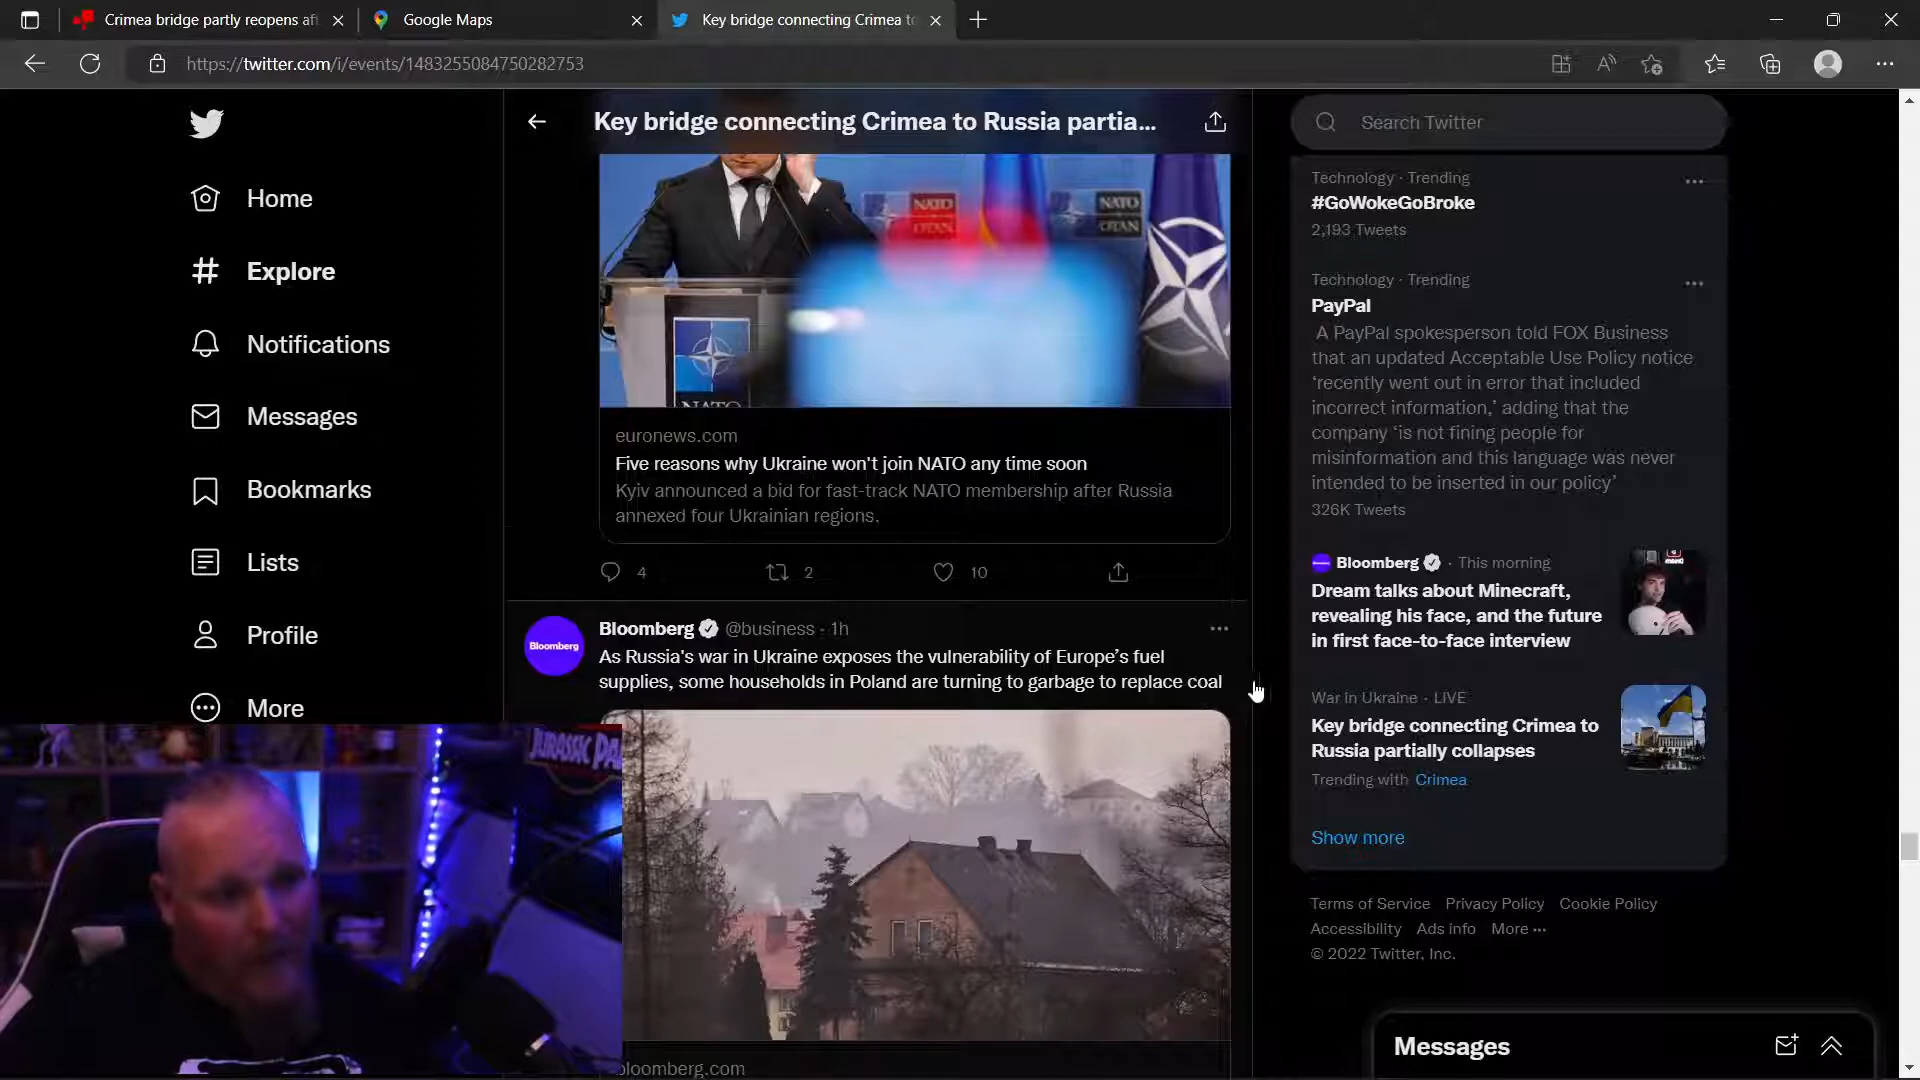 Crimea bridge partly reopens af
Google Maps
Key bridge connecting Crimea to
https://twitter.com/i/events/1483255084750282753
Key bridge connecting Crimea to Russia partia...
Search Twitter
Home
Explore
Notifications
Messages
Bookmarks
Lists
Profile
More
NATO
OTAN
NATO
OTAN
NATO
euronews.com
Five reasons why Ukraine won't join NATO any time soon
Kyiv announced a bid for fast-track NATO membership after Russia
annexed four Ukrainian regions.
4
2
10
Bloomberg
Bloomberg @business · 1h
As Russia's war in Ukraine exposes the vulnerability of Europe's fuel
supplies, some households in Poland are turning to garbage to replace coal
bloomberg.com
JURASSIC PA
Technology · Trending
#GoWokeGoBroke
2,193 Tweets
Technology · Trending
PayPal
A PayPal spokesperson told FOX Business
that an updated Acceptable Use Policy notice
‘recently went out in error that included
incorrect information,’ adding that the
company ‘is not fining people for
misinformation and this language was never
intended to be inserted in our policy’
326K Tweets
Bloomberg · This morning
Dream talks about Minecraft,
revealing his face, and the future
in first face-to-face interview
War in Ukraine · LIVE
Key bridge connecting Crimea to
Russia partially collapses
Trending with Crimea
Show more
Terms of Service Privacy Policy Cookie Policy
Accessibility Ads info More ···
© 2022 Twitter, Inc.
Messages